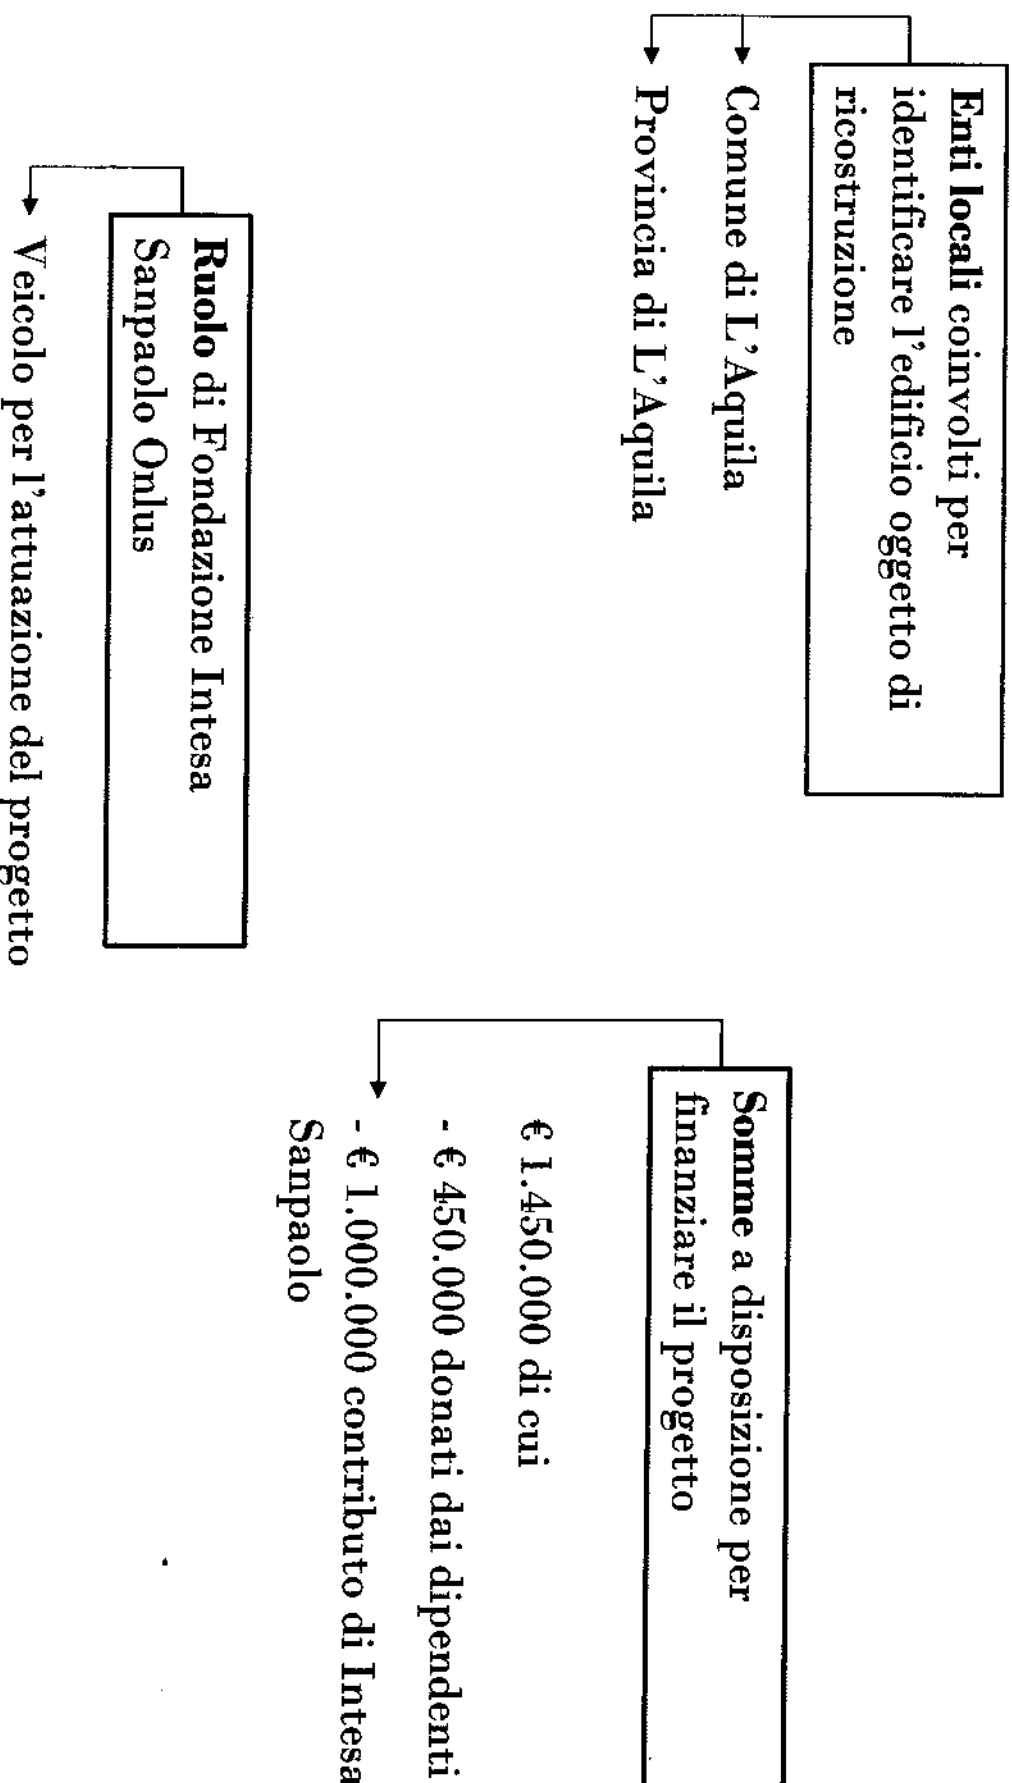 Enti locali coinvolti per
identificare l'edificio oggetto di
ricostruzione
Comune di L'Aquila
Provincia di L'Aquila
Somme a disposizione per
finanziare il progetto
€ 1.450.000 di cui
- € 450.000 donati dai dipendenti
- € 1.000.000 contributo di Intesa
Sanpaolo
Ruolo di Fondazione Intesa
Sanpaolo Onlus
Veicolo per l'attuazione del progetto